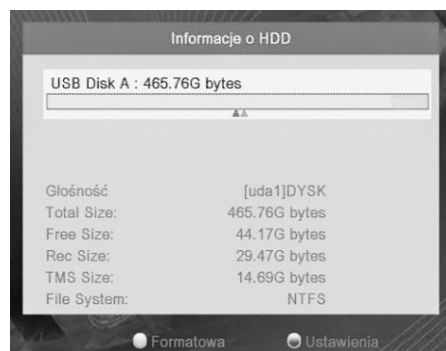 Informacje o HDD
USB Disk A : 465.76G bytes
Głośność [uda1]DYSK
Total Size: 465.76G bytes
Free Size: 44.17G bytes
Rec Size: 29.47G bytes
TMS Size: 14.69G bytes
File System: NTFS
Formatowa Ustawienia